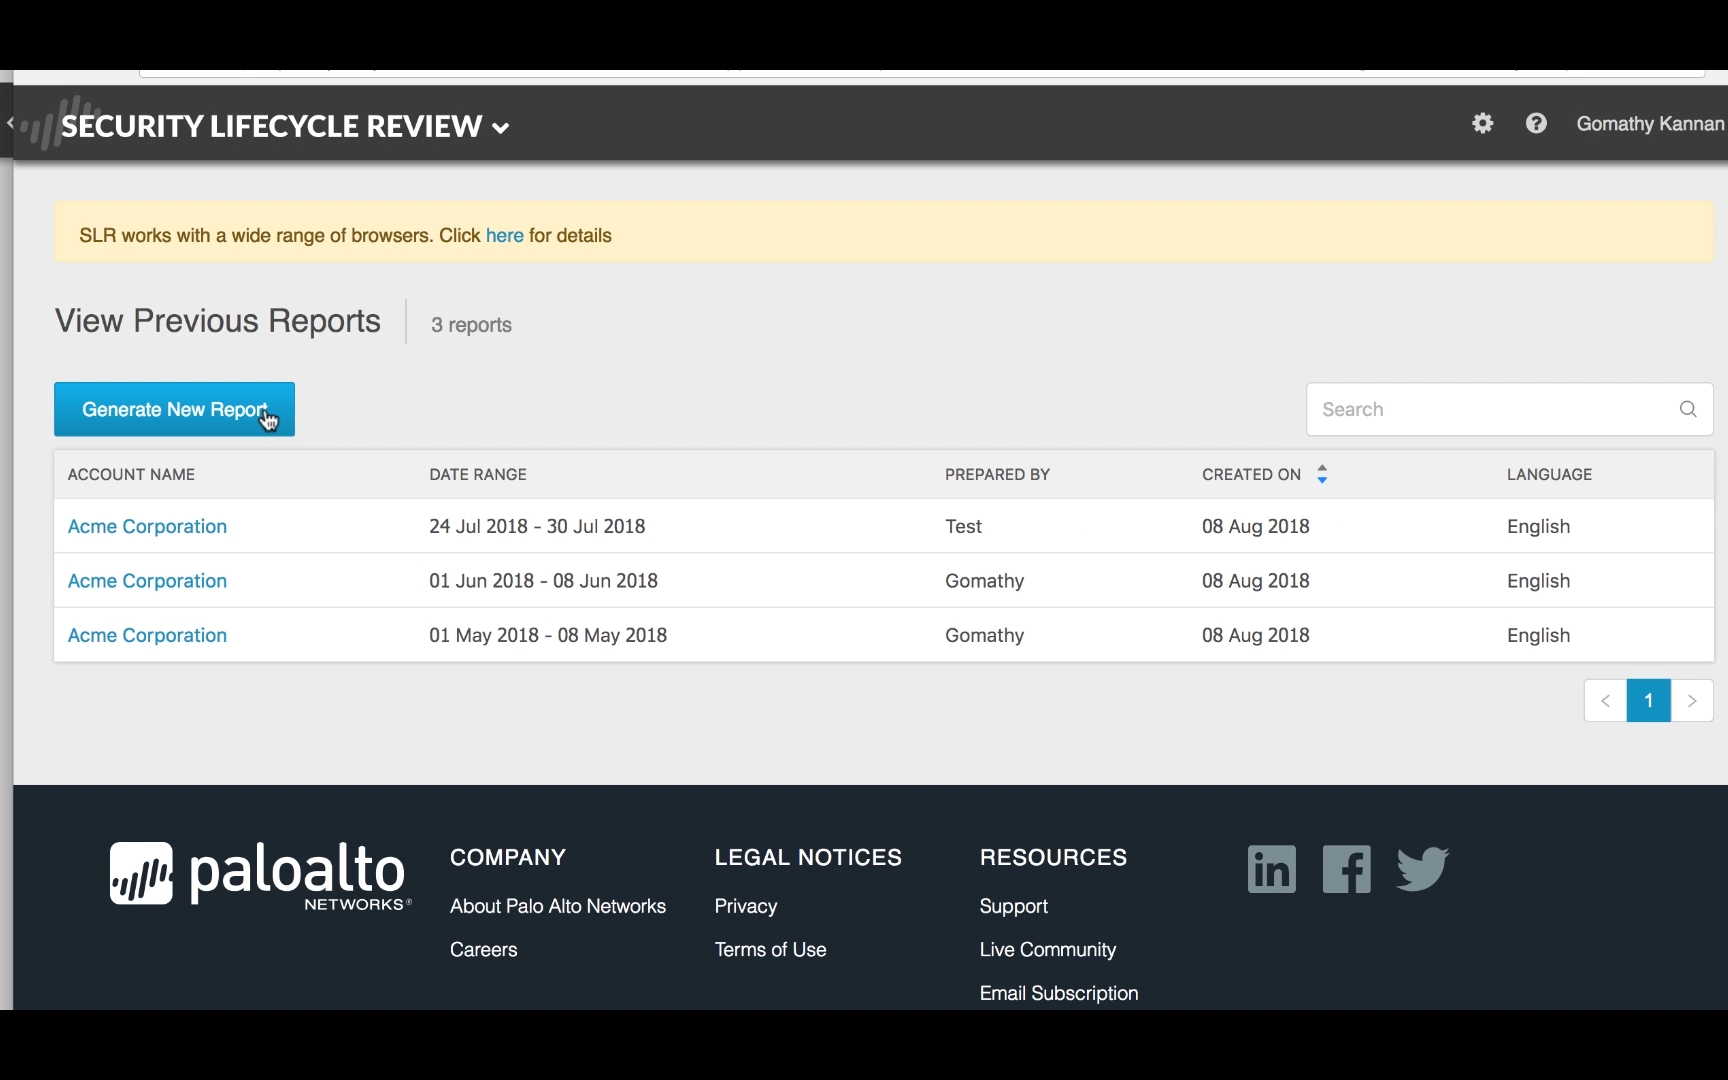 SECURITY LIFECYCLE REVIEW
Gomathy Kannan
SLR works with a wide range of browsers. Click here for details
View Previous Reports
3 reports
Generate New Report
Search
ACCOUNT NAME DATE RANGE PREPARED BY CREATED ON LANGUAGE
Acme Corporation 24 Jul 2018 - 30 Jul 2018 Test 08 Aug 2018 English
Acme Corporation 01 Jun 2018 - 08 Jun 2018 Gomathy 08 Aug 2018 English
Acme Corporation 01 May 2018 - 08 May 2018 Gomathy 08 Aug 2018 English
< 1 >
paloalto
NETWORKS®
COMPANY
About Palo Alto Networks
Careers
LEGAL NOTICES
Privacy
Terms of Use
RESOURCES
Support
Live Community
Email Subscription
in